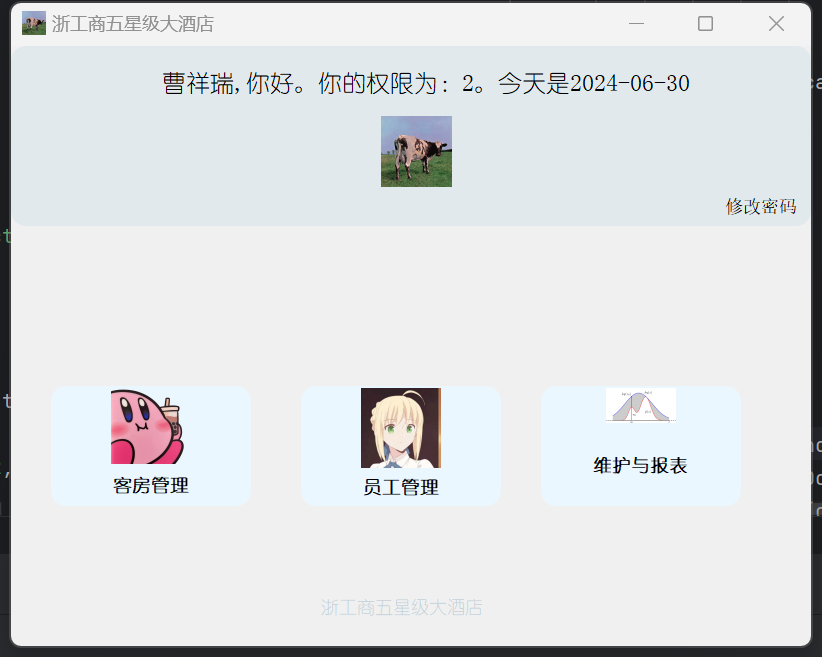 浙工商五星级大酒店
曹祥瑞,你好。你的权限为：2。今天是2024-06-30
修改密码
客房管理
员工管理
维护与报表
浙工商五星级大酒店